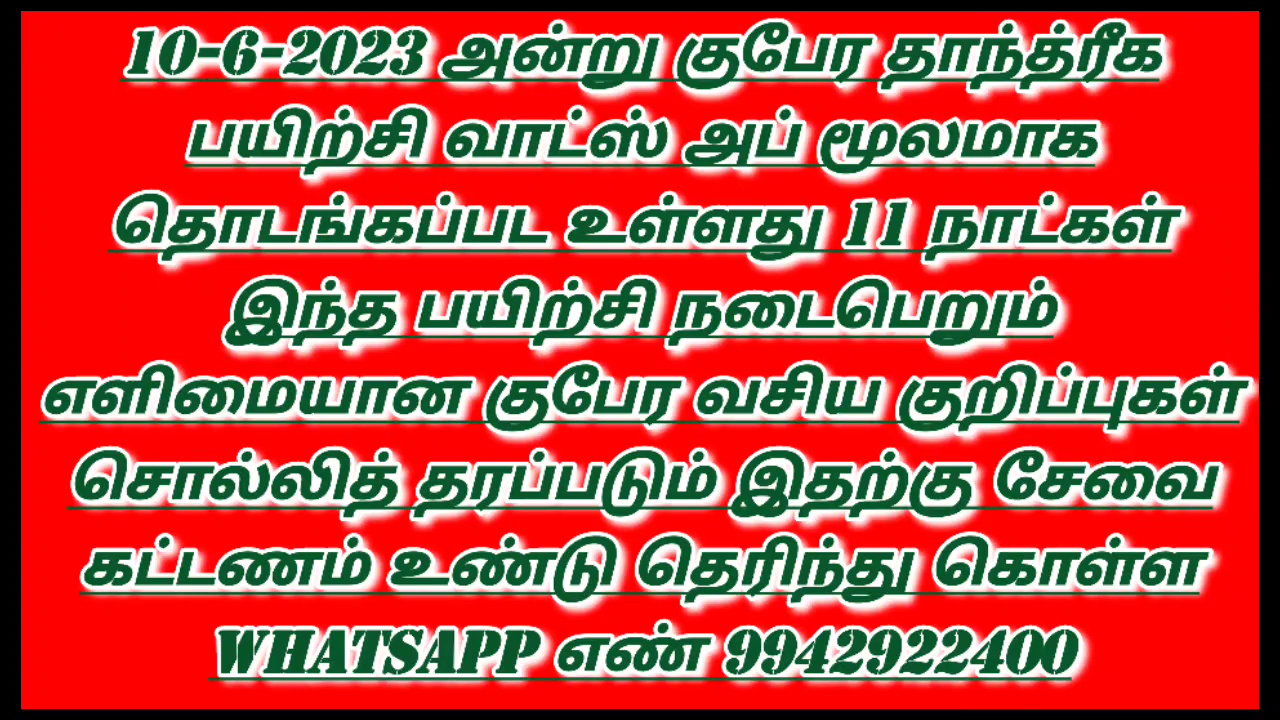 10-6-2023 அன்று குபேர தாந்த்ரீக
பயிற்சி வாட்ஸ் அப் மூலமாக
தொடங்கப்பட உள்ளது 11 நாட்கள்
இந்த பயிற்சி நடைபெறும்
எளிமையான குபேர வசிய குறிப்புகள்
சொல்லித் தரப்படும் இதற்கு சேவை
கட்டணம் உண்டு தெரிந்து கொள்ள
WHATSAPP எண் 9942922400